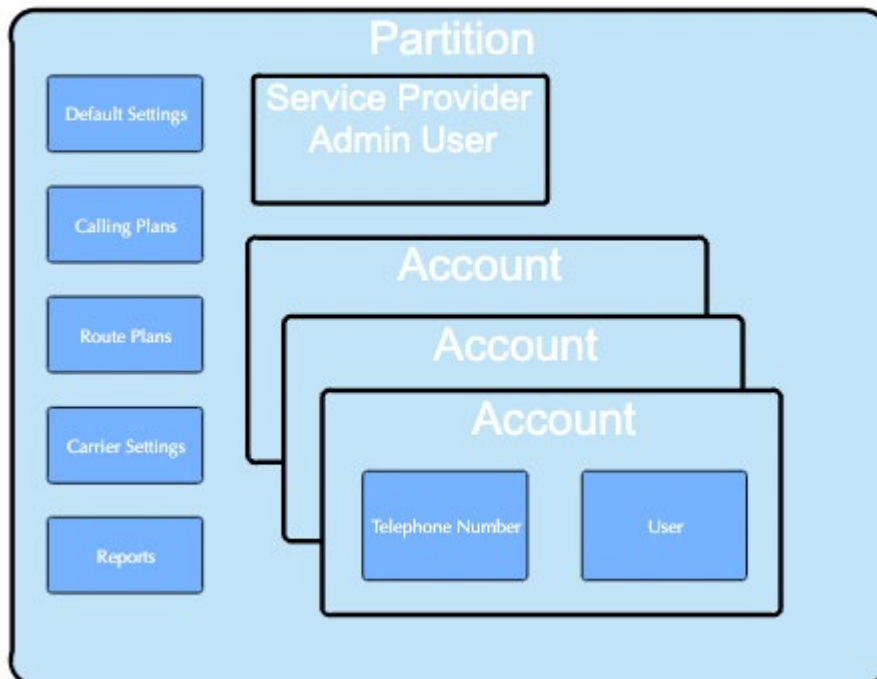 Partition
Default Settings
Service Provider
Admin User
Calling Plans
Account
Route Plans
Account
Account
Carrier Settings
Telephone Number
User
Reports